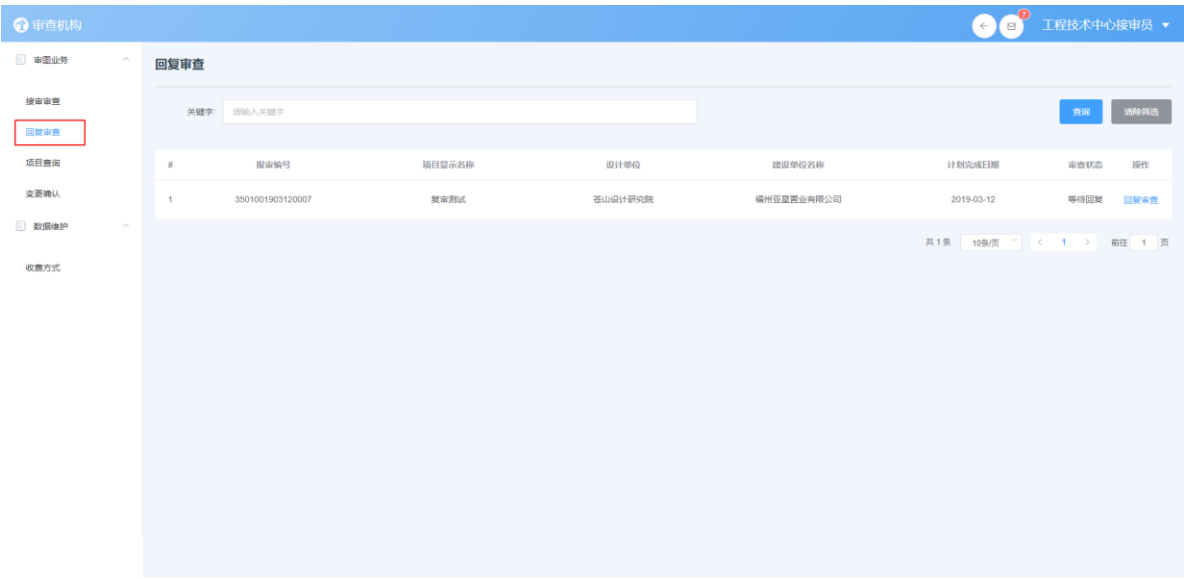 审查机构
7
工程技术中心接审员
审图业务
接审审查
回复审查
项目查询
变更确认
数据维护
收费方式
回复审查
关键字:
请输入关键字
查询
清除筛选
# 报审编号 项目显示名称 设计单位 建设单位名称 计划完成日期 审查状态 操作
1 3501001903120007 复审测试 苍山设计研究院 福州亚星置业有限公司 2019-03-12 等待回复 回复审查
共 1 条 10条/页 1 前往 1 页